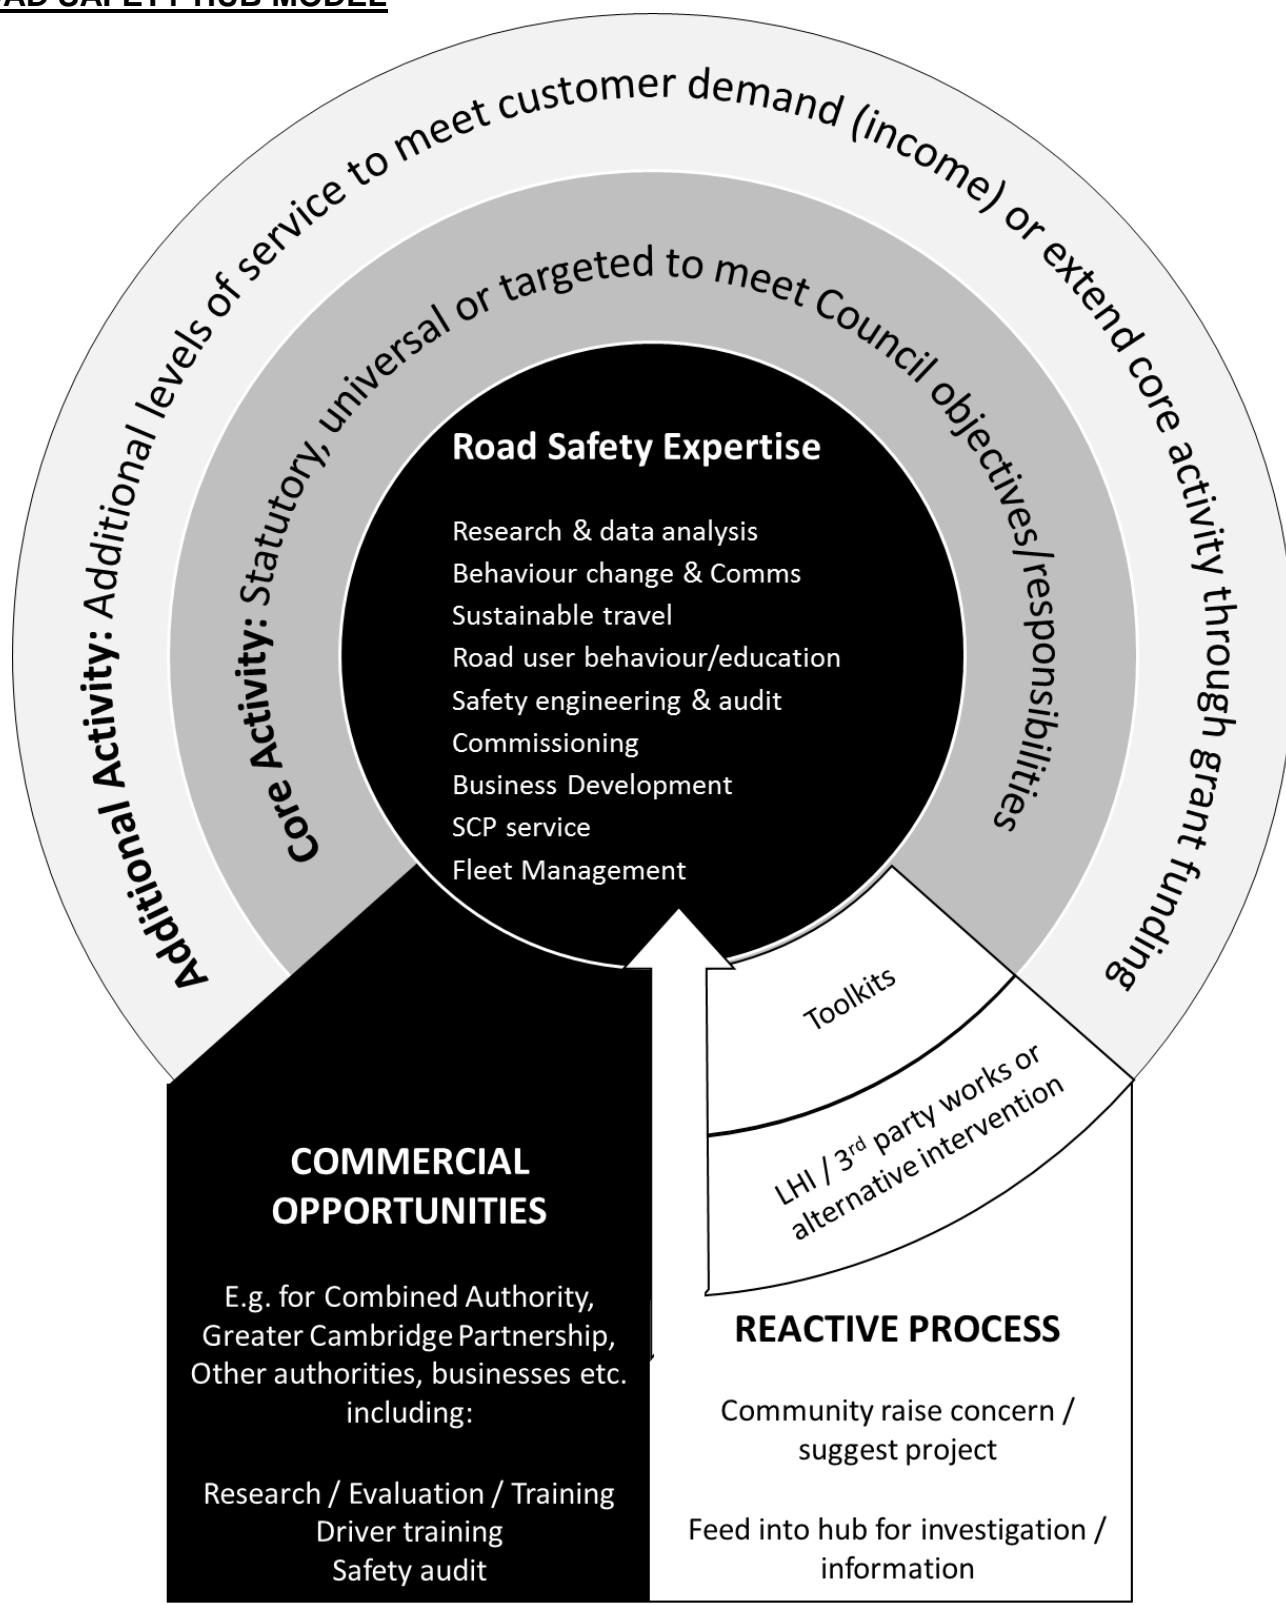 SAFETY HUB MODEL
Additional Activity: Additional levels of service to meet customer demand (income) or extend core activity through grant funding
Core Activity: Statutory, universal or targeted to meet Council objectives/responsibilities
Road Safety Expertise
Research & data analysis
Behaviour change & Comms
Sustainable travel
Road user behaviour/education
Safety engineering & audit
Commissioning
Business Development
SCP service
Fleet Management
Toolkits
LHI / 3rd party works or
alternative intervention
COMMERCIAL
OPPORTUNITIES
E.g. for Combined Authority,
Greater Cambridge Partnership,
Other authorities, businesses etc.
including:
Research / Evaluation / Training
Driver training
Safety audit
REACTIVE PROCESS
Community raise concern /
suggest project
Feed into hub for investigation /
information